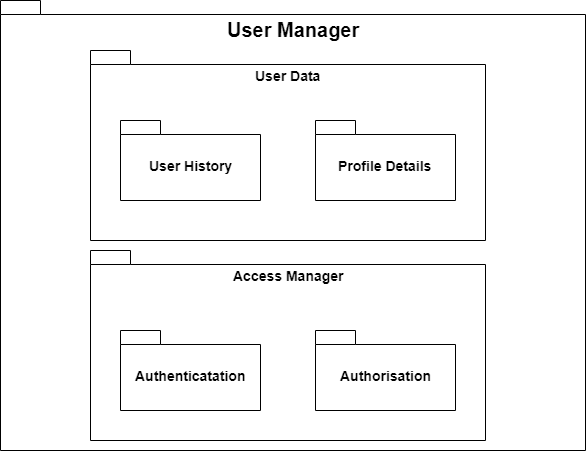 User Manager
User Data
User History
Profile Details
Access Manager
Authenticatation
Authorisation